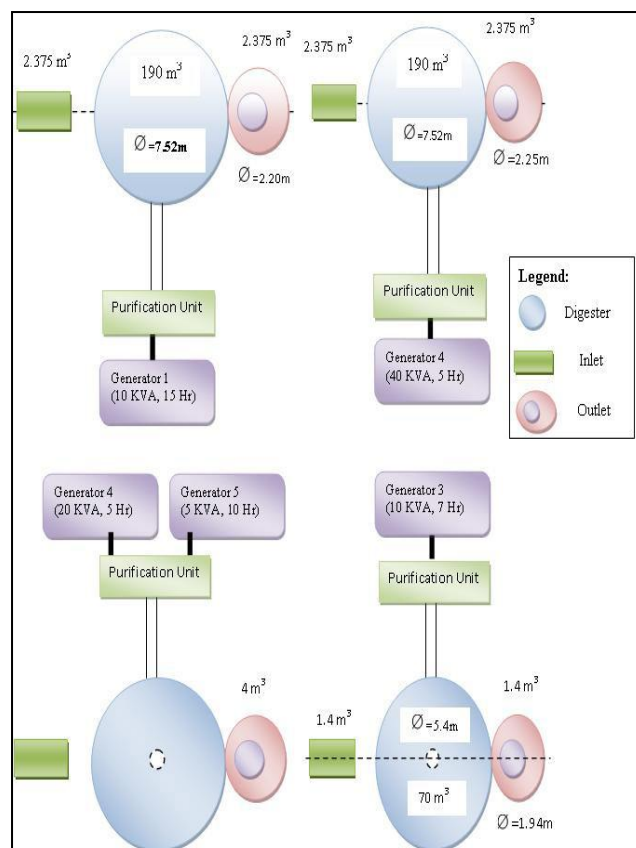 2.375 m³
2.375 m³
2.375 m³
2.375 m³
190 m³
190 m³
Ø =7.52m
Ø =7.52m
Ø =2.20m
Ø =2.25m
Purification Unit
Generator 1
(10 KVA, 15 Hr)
Purification Unit
Generator 4
(40 KVA, 5 Hr)
Legend:
Digester
Inlet
Outlet
Generator 4
(20 KVA, 5 Hr)
Generator 5
(5 KVA, 10 Hr)
Purification Unit
Generator 3
(10 KVA, 7 Hr)
Purification Unit
4 m³
1.4 m³
1.4 m³
Ø =5.4m
70 m³
Ø =1.94m